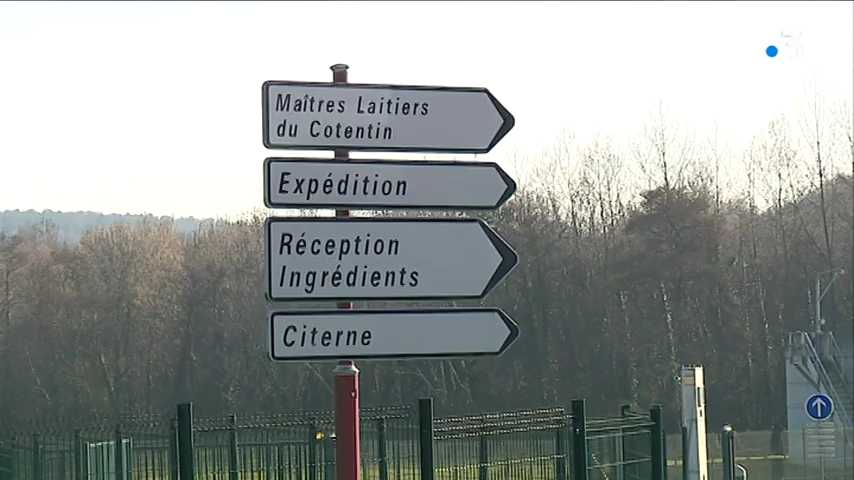 Maîtres Laitiers
du Cotentin
Expédition
Réception
Ingrédients
Citerne